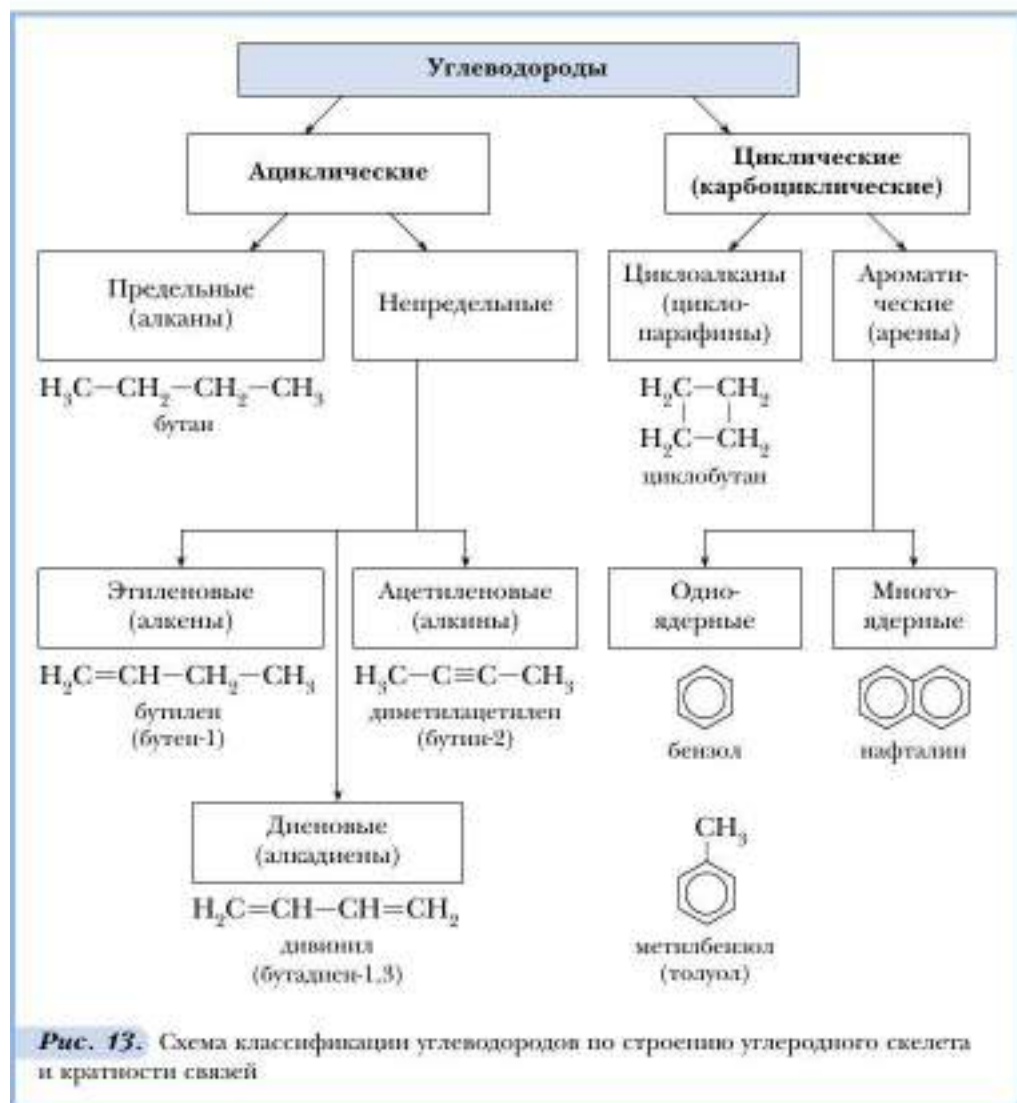 Углеводороды
Ациклические
Циклические
(карбоциклические)
Предельные
(алканы)
Непредельные
Циклоалканы
(цикло-
парафины)
Аромати-
ческие
(арены)
H₃C—CH₂—CH₂—CH₃
бутан
H₂C—CH₂
H₂C—CH₂
циклобутан
Этиленовые
(алкены)
Ацетиленовые
(алкины)
Одно-
ядерные
Много-
ядерные
H₂C=CH—CH₂—CH₃
бутилен
(бутен-1)
H₃C—C≡C—CH₃
диметилацетилен
(бутин-2)
бензол
нафталин
Диеновые
(алкадиены)
H₂C=CH—CH=CH₂
дивинил
(бутадиен-1,3)
CH₃
метилбензол
(толуол)
Рис. 13. Схема классификации углеводородов по строению углеродного скелета
и кратности связей